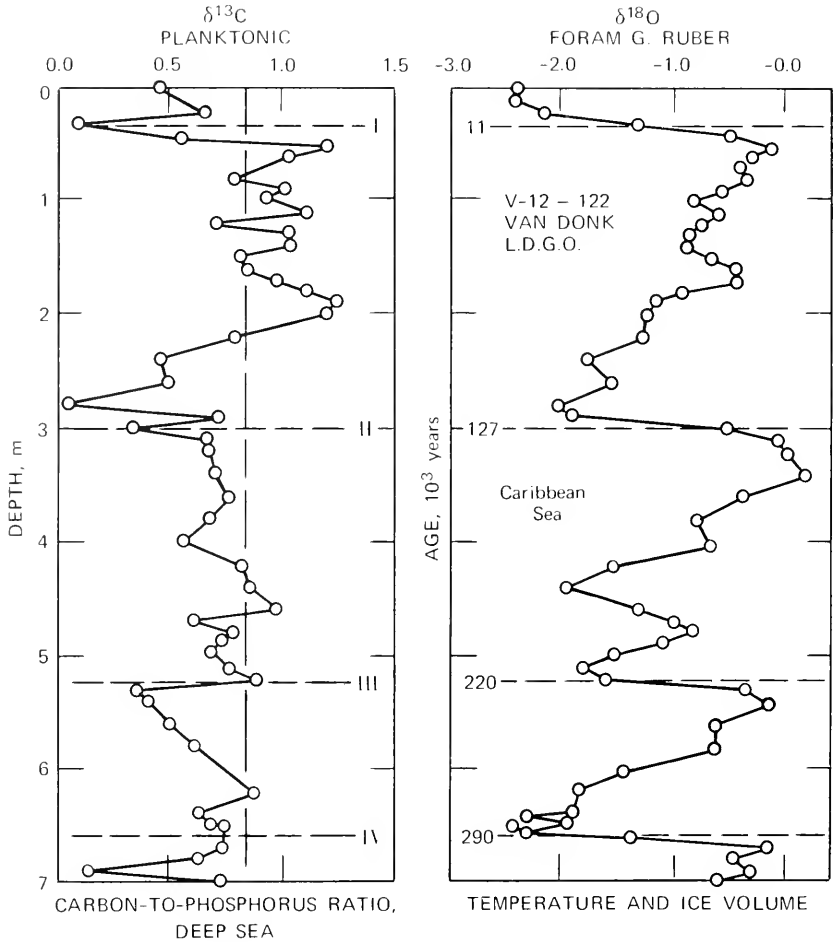 δ13C
PLANKTONIC
0.0 0.5 1.0 1.5
0
1
2
3
4
5
6
7
DEPTH, m
I
II
III
IV
CARBON-TO-PHOSPHORUS RATIO,
DEEP SEA
δ18O
FORAM G. RUBER
-3.0 -2.0 -1.0 -0.0
11
V-12 – 122
VAN DONK
L.D.G.O.
127
Caribbean
Sea
AGE, 10³ years
220
290
TEMPERATURE AND ICE VOLUME